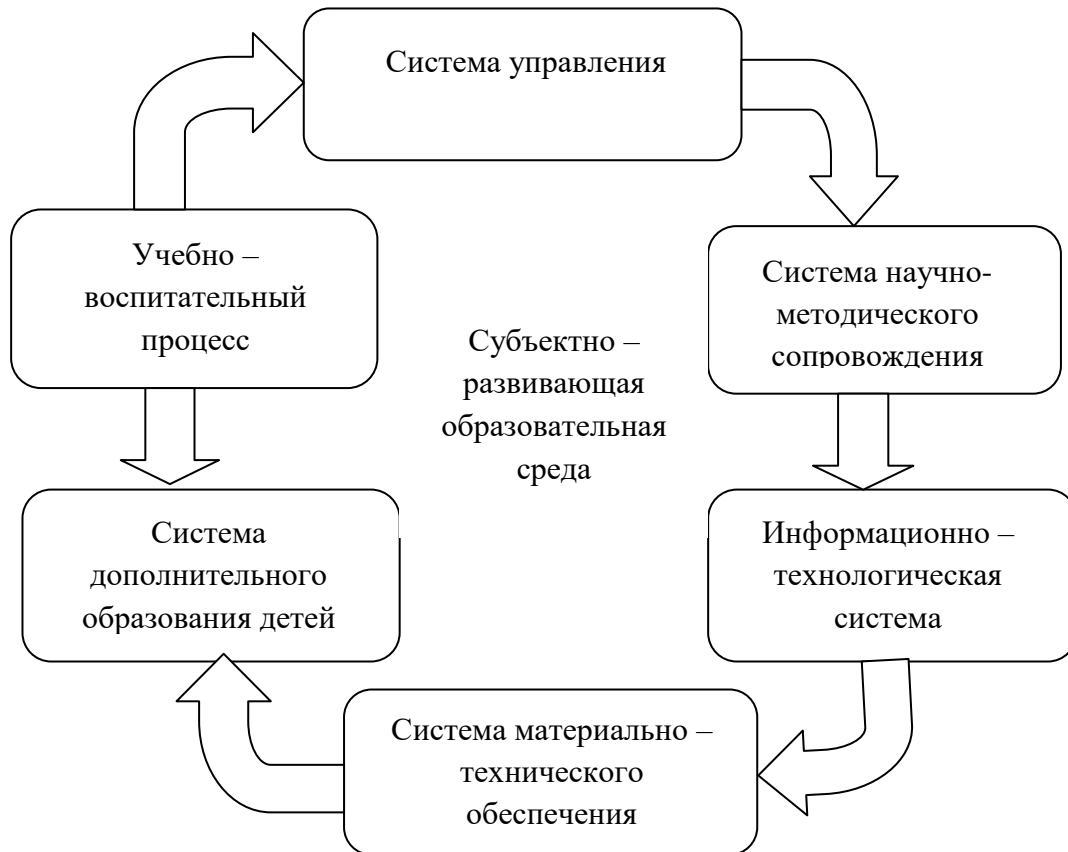 Система управления
Учебно –
воспитательный
процесс
Система научно-
методического
сопровождения
Субъектно –
развивающая
образовательная
среда
Система
дополнительного
образования детей
Информационно –
технологическая
система
Система материально –
технического
обеспечения